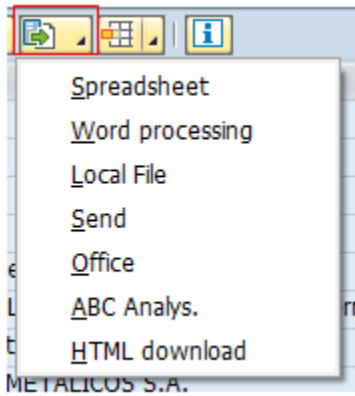 Spreadsheet
Word processing
Local File
Send
Office
ABC Analys.
HTML download
METALICOS S.A.